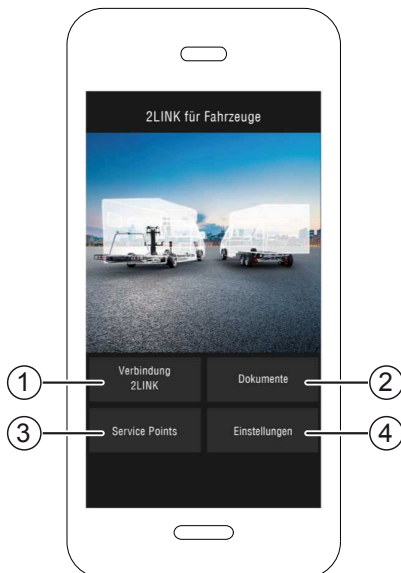 2LINK für Fahrzeuge
Verbindung
2LINK
Dokumente
Service Points
Einstellungen
1
2
3
4